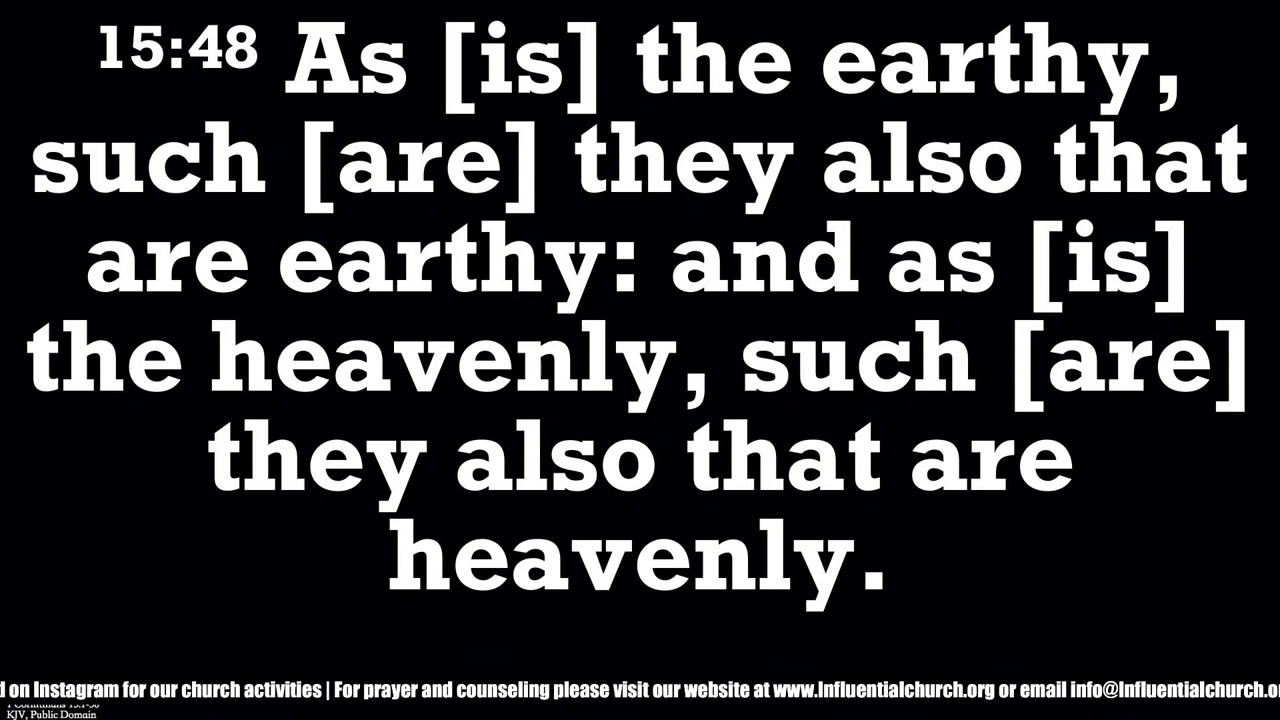 15:48 As [is] the earthy,
such [are] they also that
are earthy: and as [is]
the heavenly, such [are]
they also that are
heavenly.
on Instagram for our church activities | For prayer and counseling please visit our website at www.Influentialchurch.org or email info@Influentialchurch.o
KJV, Public Domain